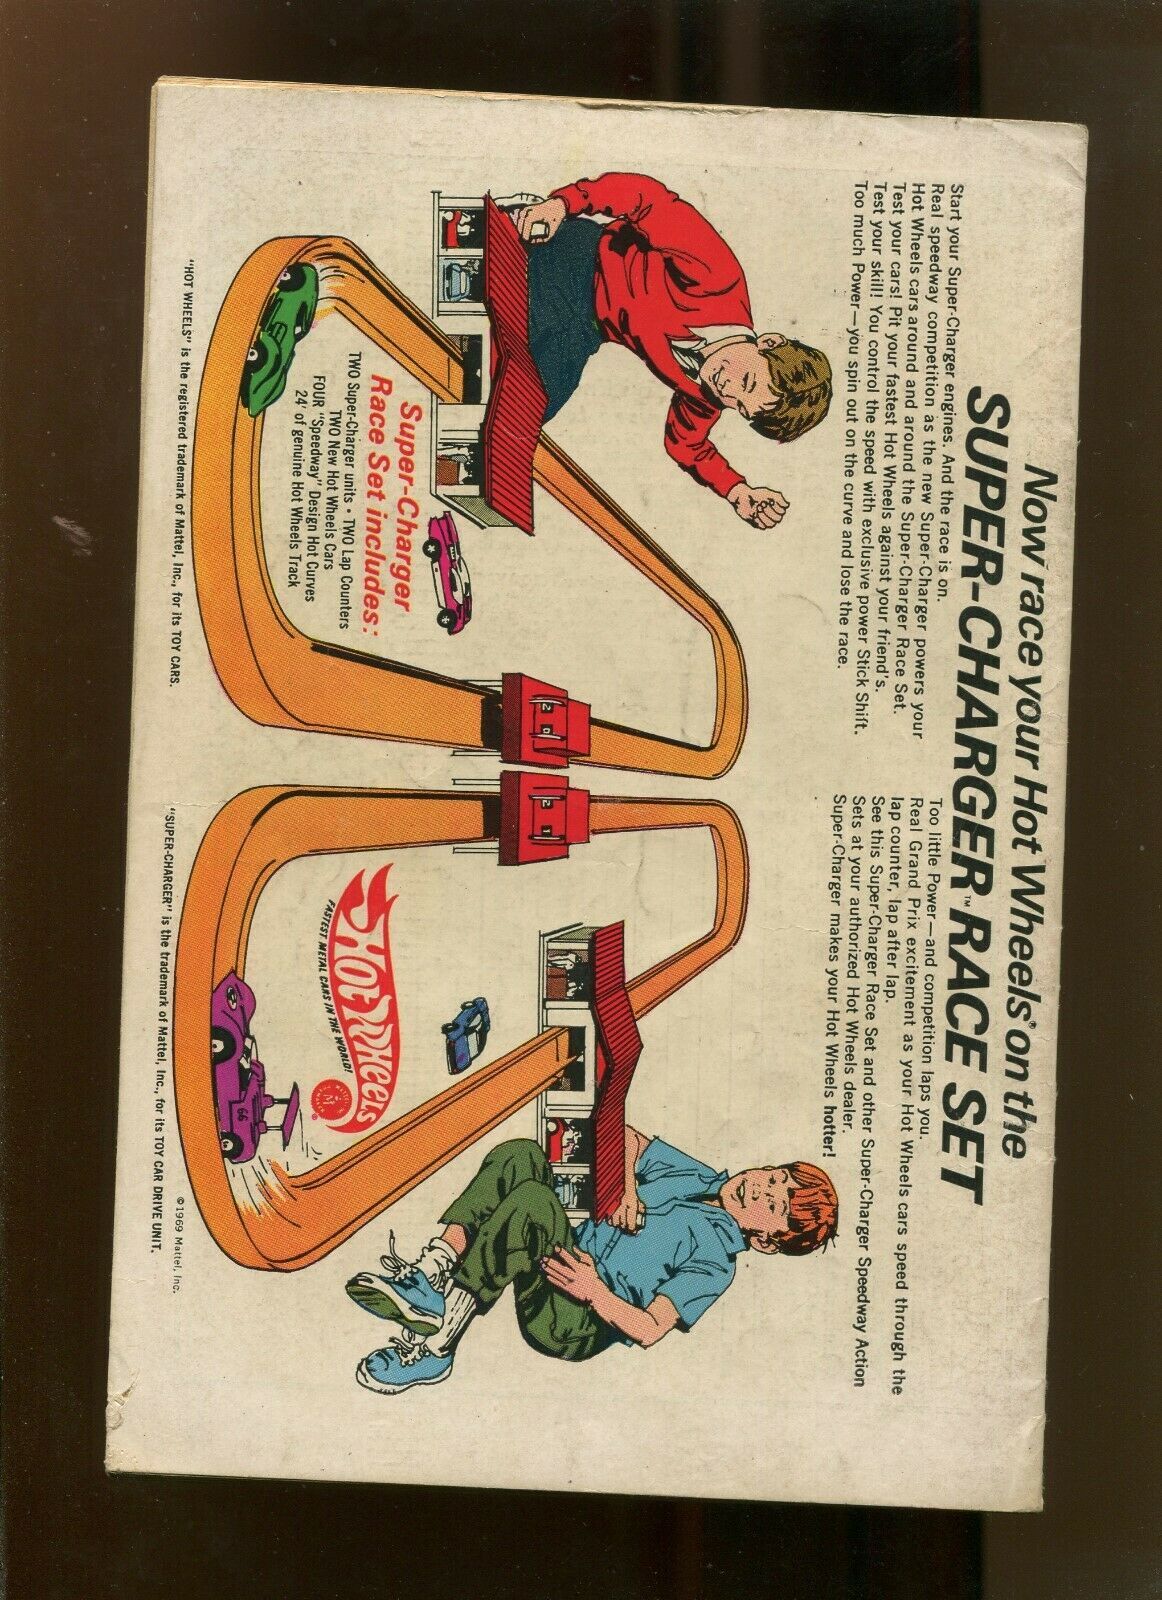 Now race your Hot Wheels® on the
SUPER-CHARGER™ RACE SET
Start your Super-Charger engines. And the race is on.
Real speedway competition as the new Super-Charger powers your
Hot Wheels cars around and around the Super-Charger Race Set.
Test your cars! Pit your fastest Hot Wheels against your friend's.
Test your skill! You control the speed with exclusive power Stick Shift.
Too much Power—you spin out on the curve and lose the race.
Too little Power—and competition laps you.
Real Grand Prix excitement as your Hot Wheels cars speed through the
lap counter, lap after lap.
See this Super-Charger Race Set and other Super-Charger Speedway Action
Sets at your authorized Hot Wheels dealer.
Super-Charger makes your Hot Wheels hotter!
Super-Charger
Race Set includes:
TWO Super-Charger units • TWO Lap Counters
TWO New Hot Wheels Cars
FOUR "Speedway" Design Hot Curves
24' of genuine Hot Wheels Track
2 0
2 1
HOT WHEELS
FASTEST METAL CARS IN THE WORLD!
®
66
"HOT WHEELS" is the registered trademark of Mattel, Inc., for its TOY CARS.
"SUPER-CHARGER" is the trademark of Mattel, Inc., for its TOY CAR DRIVE UNIT.
©1969 Mattel, Inc.